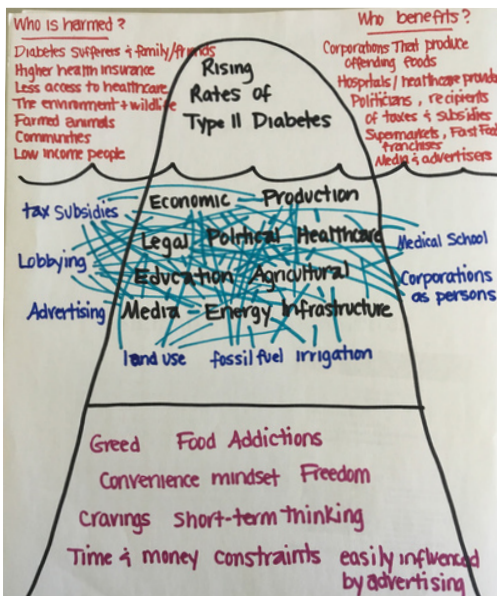 Who is harmed?
Diabetes Sufferers & family/friends
Higher health insurance
Less access to healthcare
The environment + wildlife
Farmed animals
Communities
Low income people
Who benefits?
Corporations That produce
offending foods
Hospitals / healthcare provide
Politicians, recipients
of taxes & subsidies
Supermarkets, Fast Food
franchises
Media & advertisers
Rising
Rates of
Type II Diabetes
Economic Production
tax Subsidies
Legal Political Healthcare
Medical School
Lobbying
Education Agricultural
Corporations
as persons
Advertising
Media Energy Infrastructure
land use fossil fuel irrigation
Greed Food Addictions
Convenience mindset Freedom
Cravings Short-term thinking
Time & money constraints easily influenced
by advertising